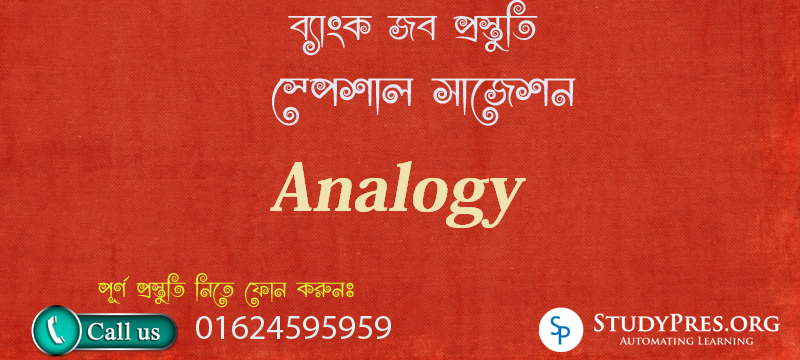 ব্যাংক জব প্রস্তুতি
স্পেশাল সাজেশন
Analogy
পূর্ণ প্রস্তুতি নিতে ফোন করুনঃ
Call us 01624595959
SP STUDYPRES.ORG
AUTOMATING LEARNING